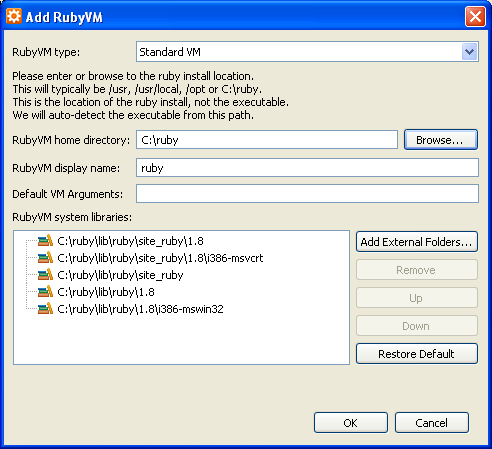 Add RubyVM
RubyVM type:
Standard VM
Please enter or browse to the ruby install location.
This will typically be /usr, /usr/local, /opt or C:\ruby.
This is the location of the ruby install, not the executable.
We will auto-detect the executable from this path.
RubyVM home directory:
C:\ruby
Browse...
RubyVM display name:
ruby
Default VM Arguments:
RubyVM system libraries:
C:\ruby\lib\ruby\site_ruby\1.8
C:\ruby\lib\ruby\site_ruby\1.8\i386-msvcrt
C:\ruby\lib\ruby\site_ruby
C:\ruby\lib\ruby\1.8
C:\ruby\lib\ruby\1.8\i386-mswin32
Add External Folders...
Remove
Up
Down
Restore Default
OK
Cancel